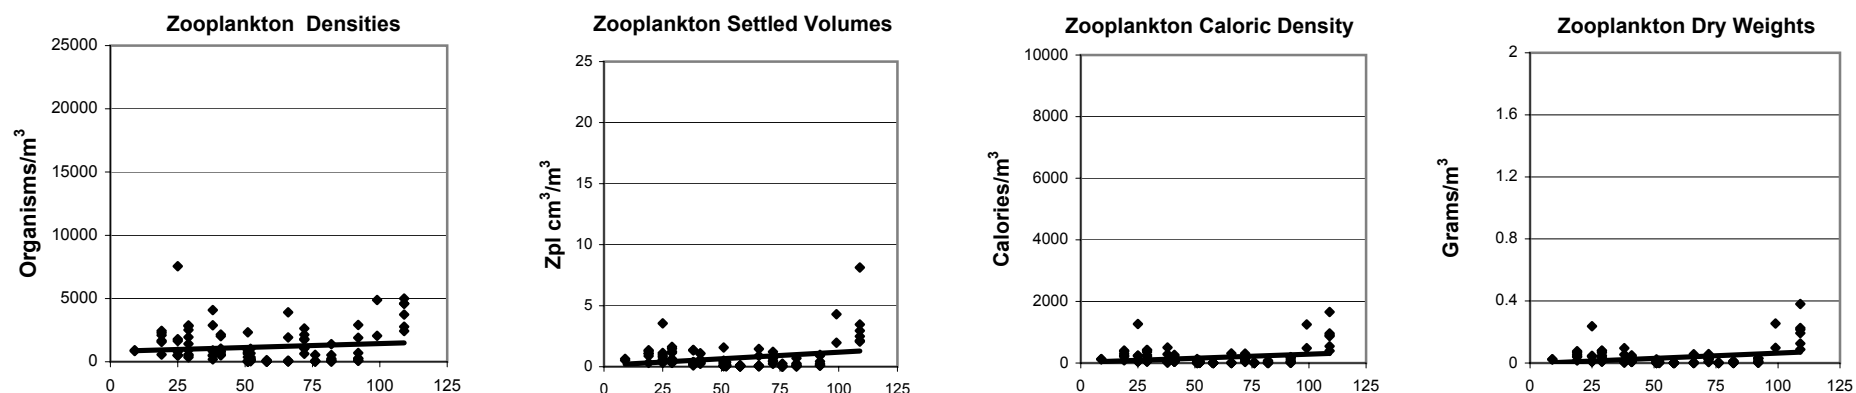 Zooplankton Densities
25000
20000
15000
10000
5000
0
0 25 50 75 100 125
Organisms/m³
Zooplankton Settled Volumes
25
20
15
10
5
0
0 25 50 75 100 125
Zpl cm³/m³
Zooplankton Caloric Density
10000
8000
6000
4000
2000
0
0 25 50 75 100 125
Calories/m³
Zooplankton Dry Weights
2
1.6
1.2
0.8
0.4
0
0 25 50 75 100 125
Grams/m³